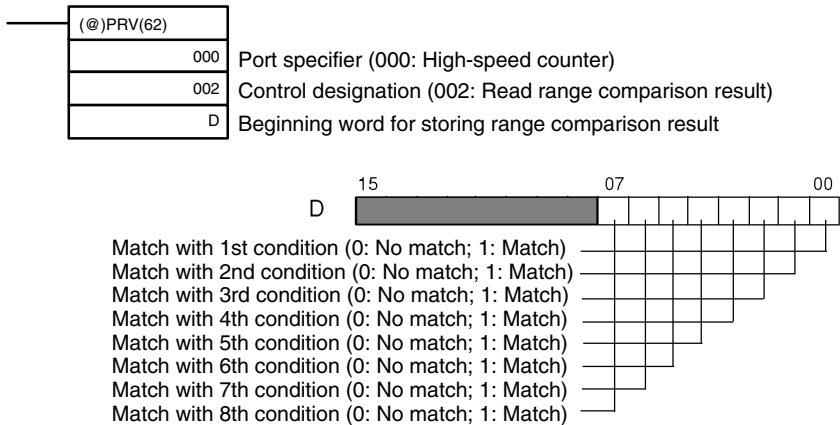 (@)PRV(62)
000 Port specifier (000: High-speed counter)
002 Control designation (002: Read range comparison result)
D Beginning word for storing range comparison result
15 07 00
D
Match with 1st condition (0: No match; 1: Match)
Match with 2nd condition (0: No match; 1: Match)
Match with 3rd condition (0: No match; 1: Match)
Match with 4th condition (0: No match; 1: Match)
Match with 5th condition (0: No match; 1: Match)
Match with 6th condition (0: No match; 1: Match)
Match with 7th condition (0: No match; 1: Match)
Match with 8th condition (0: No match; 1: Match)